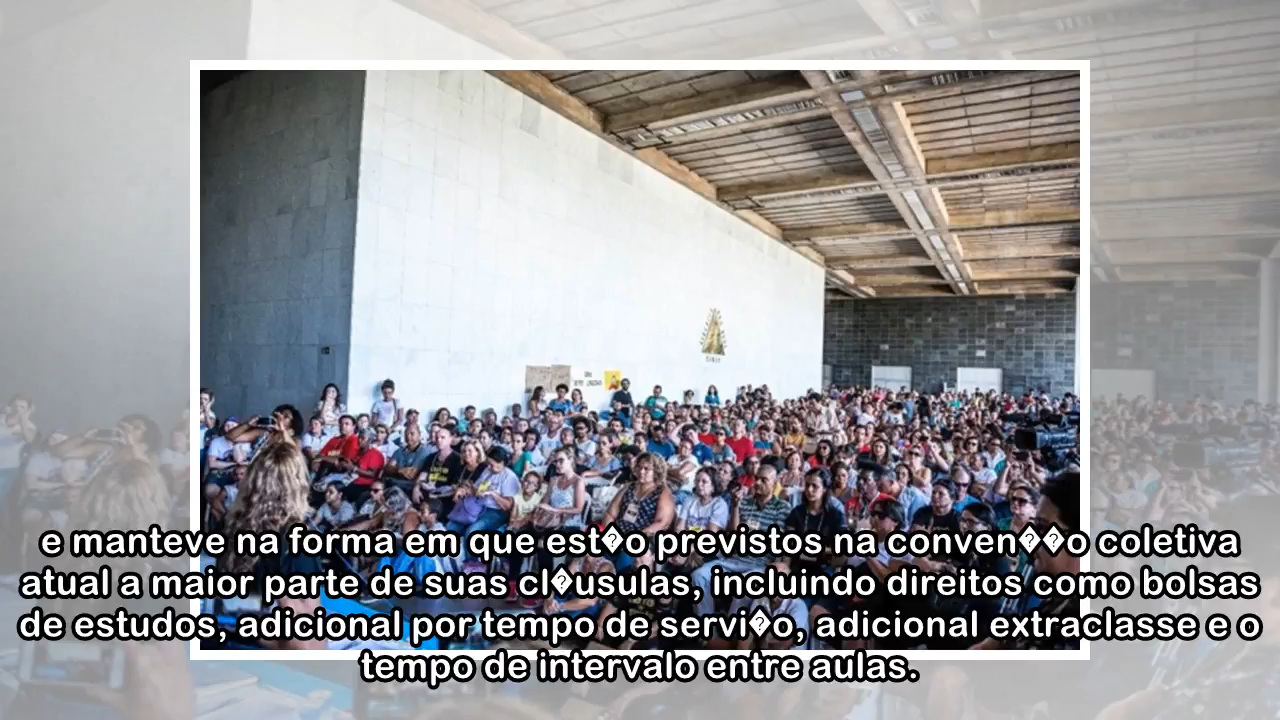 e manteve na forma em que est�o previstos na conven��o coletiva
atual a maior parte de suas cl�usulas, incluindo direitos como bolsas
de estudos, adicional por tempo de servi�o, adicional extraclasse e o
tempo de intervalo entre aulas.